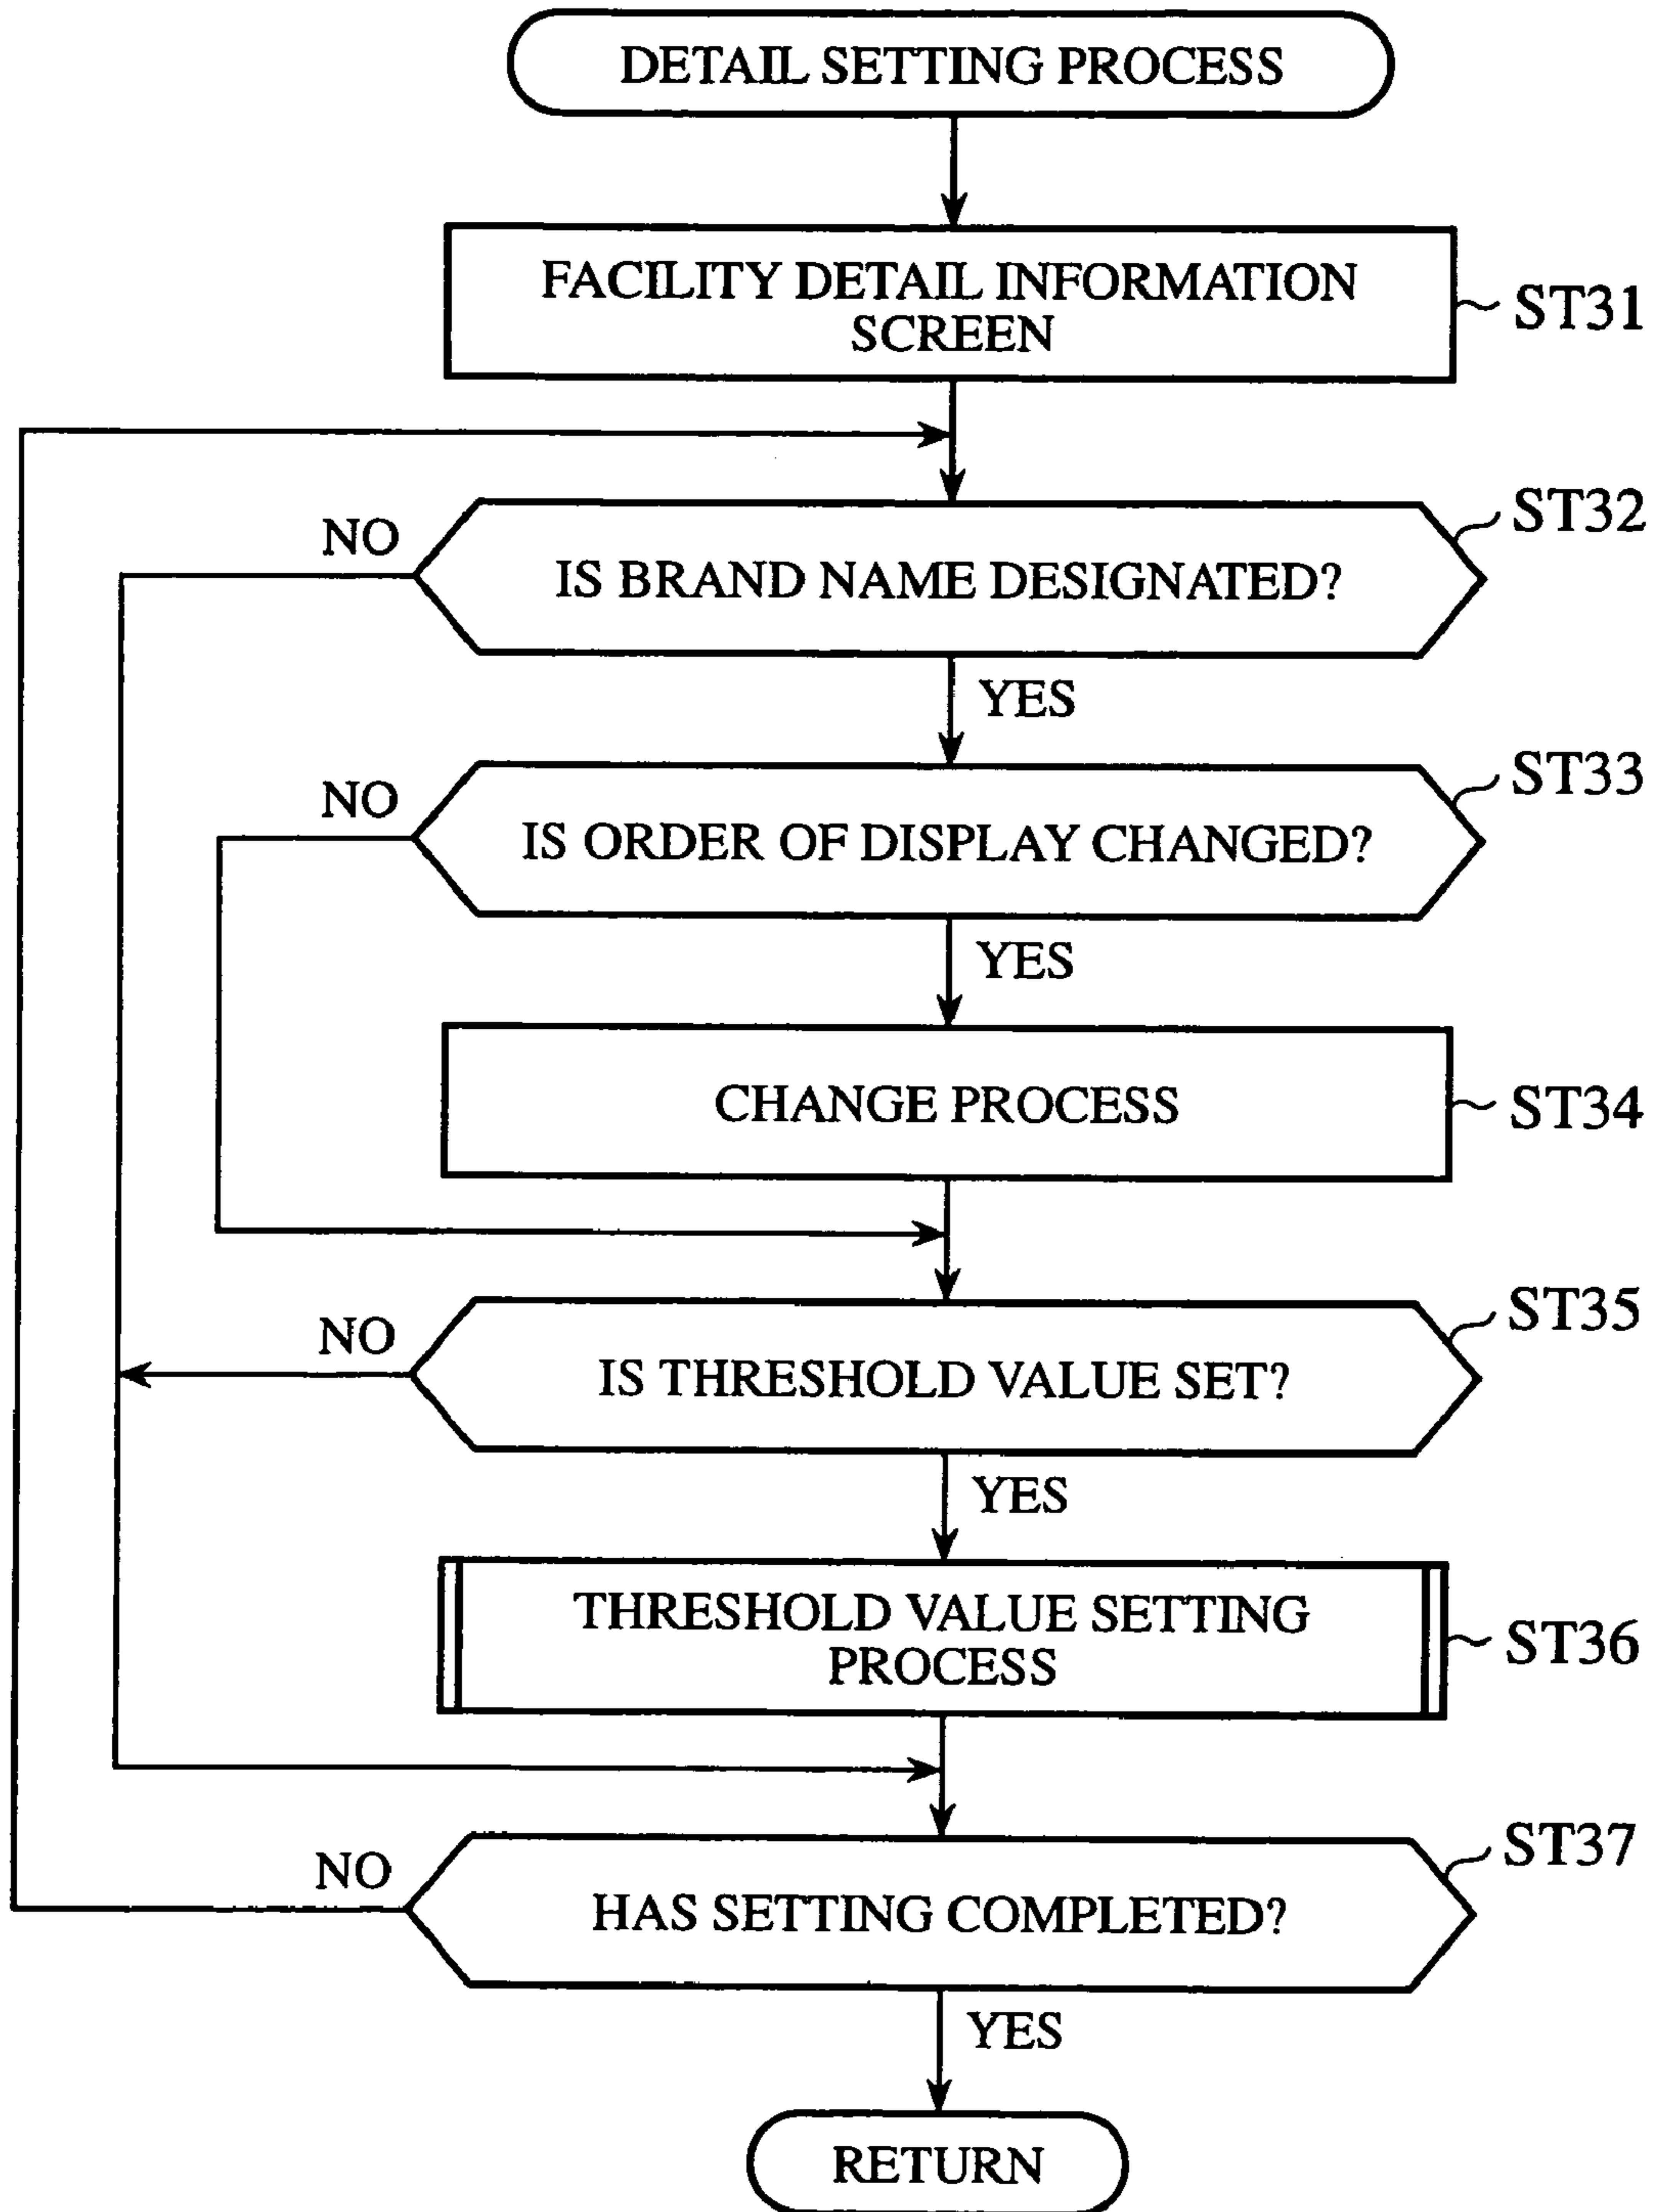 DETAIL SETTING PROCESS
FACILITY DETAIL INFORMATION
SCREEN
ST31
ST32
NO
IS BRAND NAME DESIGNATED?
YES
ST33
NO
IS ORDER OF DISPLAY CHANGED?
YES
CHANGE PROCESS
ST34
ST35
NO
IS THRESHOLD VALUE SET?
YES
THRESHOLD VALUE SETTING
PROCESS
ST36
ST37
NO
HAS SETTING COMPLETED?
YES
RETURN